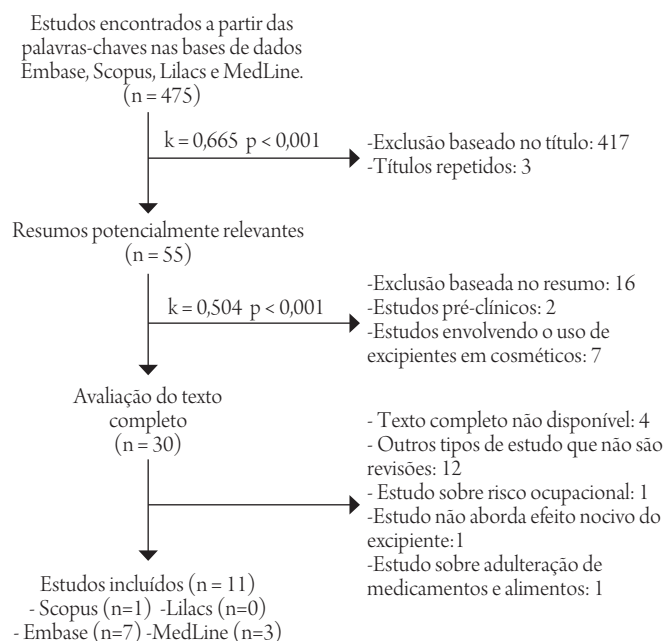 Estudos encontrados a partir das
palavras-chaves nas bases de dados
Embase, Scopus, Lilacs e MedLine.
(n = 475)
k = 0,665 p < 0,001
-Exclusão baseado no título: 417
-Títulos repetidos: 3
Resumos potencialmente relevantes
(n = 55)
k = 0,504 p < 0,001
-Exclusão baseada no resumo: 16
-Estudos pré-clínicos: 2
-Estudos envolvendo o uso de
excipientes em cosméticos: 7
Avaliação do texto
completo
(n = 30)
- Texto completo não disponível: 4
- Outros tipos de estudo que não são
revisões: 12
- Estudo sobre risco ocupacional: 1
-Estudo não aborda efeito nocivo do
excipiente:1
-Estudo sobre adulteração de
medicamentos e alimentos: 1
Estudos incluídos (n = 11)
- Scopus (n=1) -Lilacs (n=0)
- Embase (n=7) -MedLine (n=3)